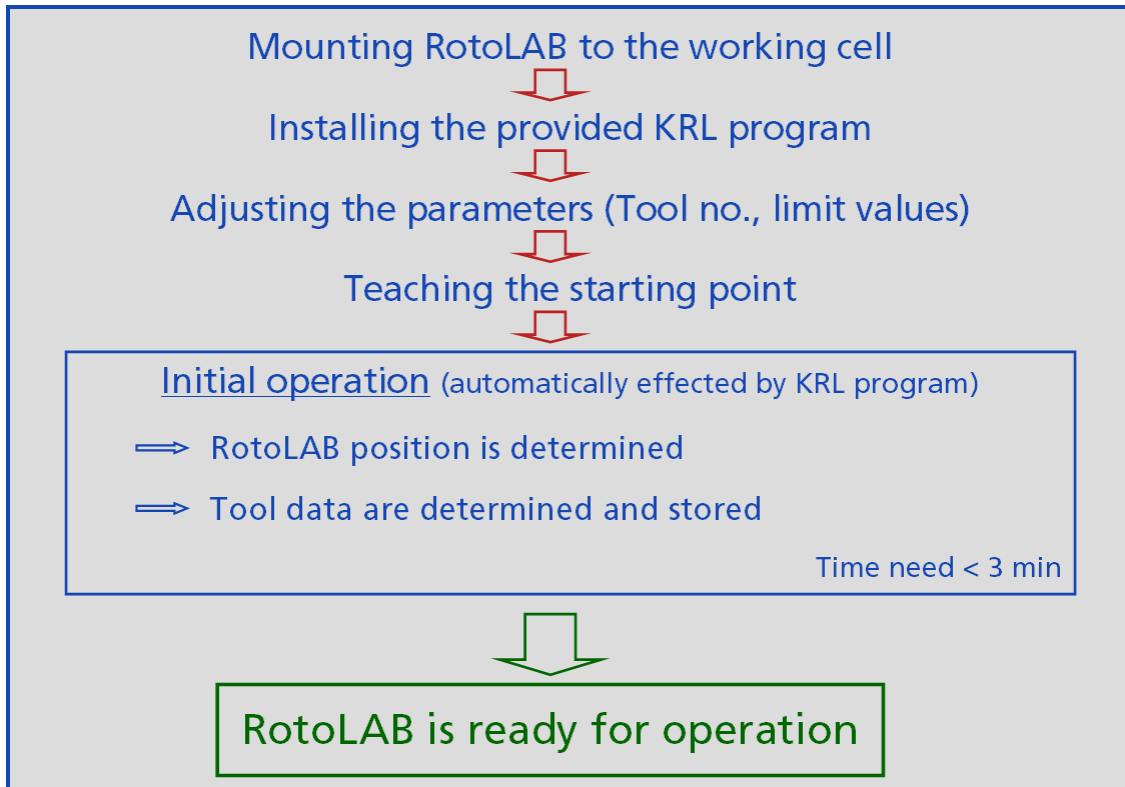 Mounting RotoLAB to the working cell
Installing the provided KRL program
Adjusting the parameters (Tool no., limit values)
Teaching the starting point
Initial operation (automatically effected by KRL program)
RotoLAB position is determined
Tool data are determined and stored
Time need < 3 min
RotoLAB is ready for operation